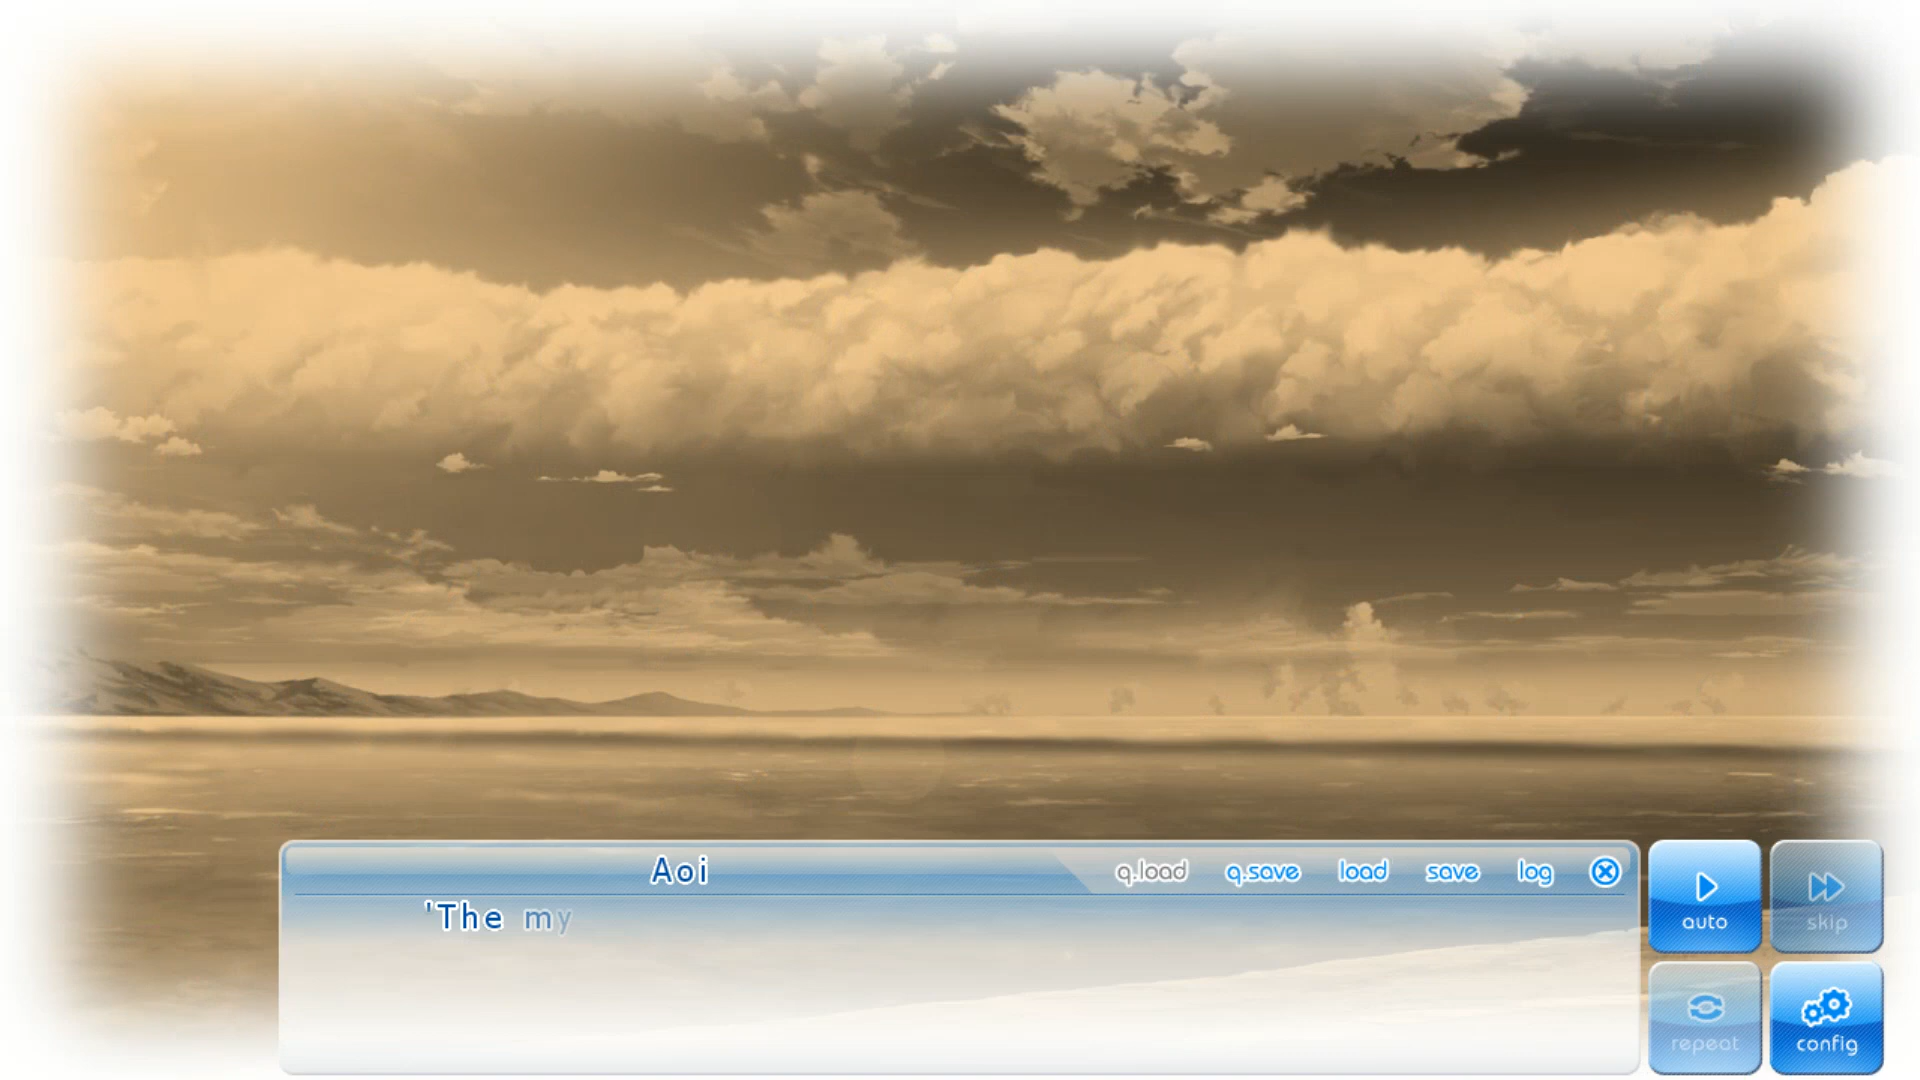 Aoi
q.load q.save load save log
'The my
auto
skip
repeat
config